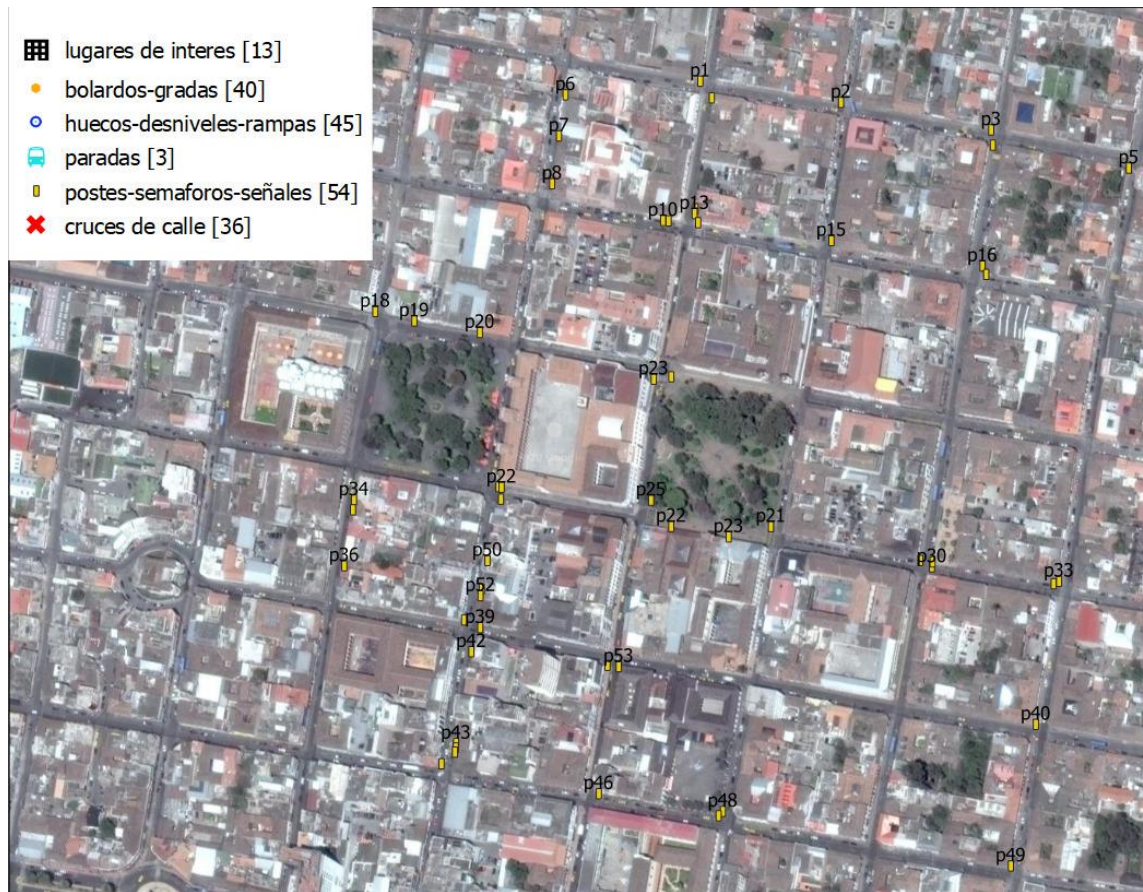 lugares de interes [13]
bolardos-gradas [40]
huecos-desniveles-rampas [45]
paradas [3]
postes-semaforos-señales [54]
cruces de calle [36]
p1
p6
p2
p3
p7
p5
p8
p10
p13
p15
p16
p18
p19
p20
p23
p22
p34
p25
p22
p23
p21
p36
p50
p30
p33
p52
p39
p42
p53
p40
p43
p46
p48
p49